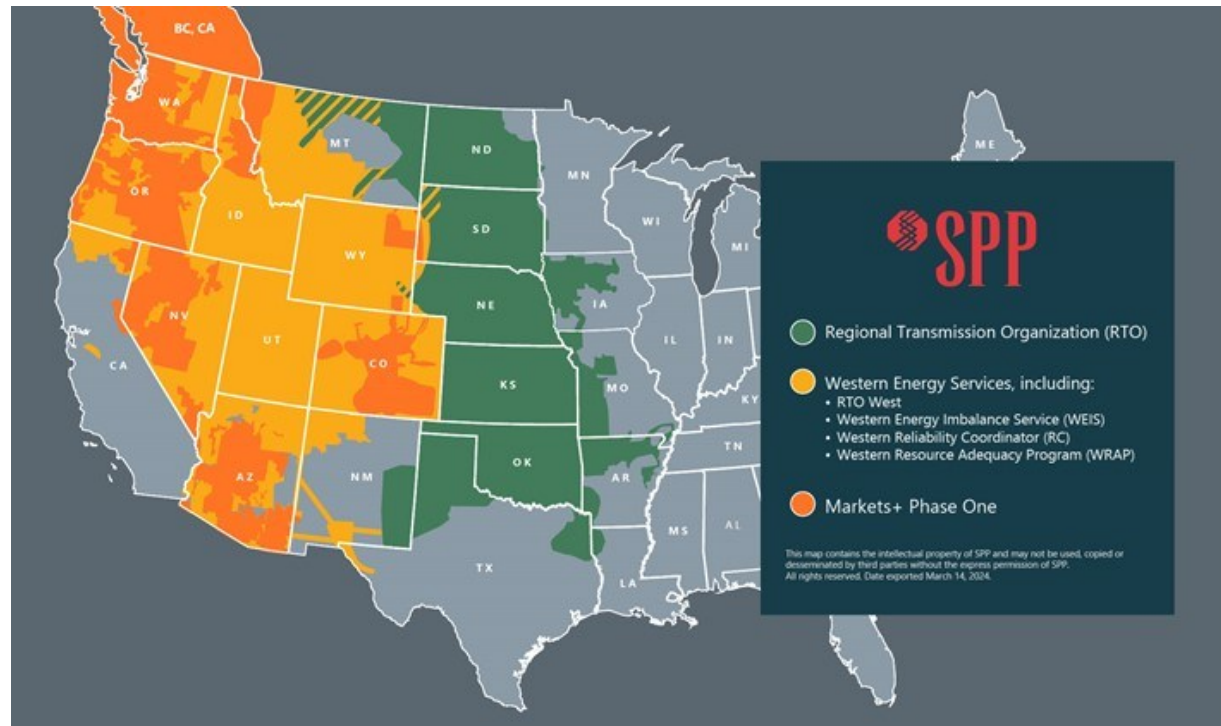 BC, CA
WA
MT
ND
ME
MN
OR
ID
SD
WI
MI
WY
NE
IA
NV
UT
IL
IN
CA
CO
KS
MO
KY
AZ
NM
OK
AR
TN
MS
AL
TX
LA
SPP
Regional Transmission Organization (RTO)
Western Energy Services, including:
• RTO West
• Western Energy Imbalance Service (WEIS)
• Western Reliability Coordinator (RC)
• Western Resource Adequacy Program (WRAP)
Markets+ Phase One
This map contains the intellectual property of SPP and may not be used, copied or
desseminated by third parties without the express permission of SPP.
All rights reserved. Date exported March 14, 2024.